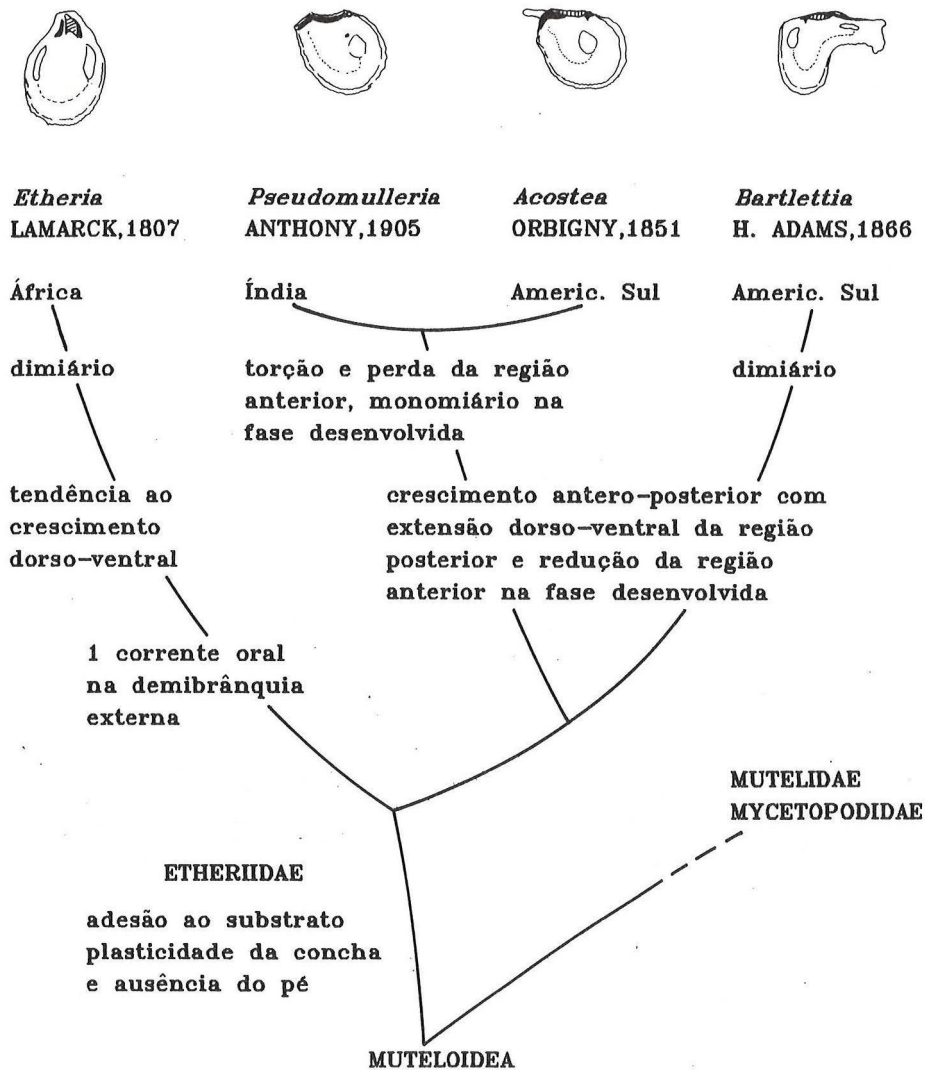 Etheria
LAMARCK,1807
Pseudomulleria
ANTHONY,1905
Acostea
ORBIGNY,1851
Bartlettia
H. ADAMS,1866
África
Índia
Americ. Sul
Americ. Sul
dimiário
torção e perda da região
anterior, monomiário na
fase desenvolvida
dimiário
tendência ao
crescimento
dorso-ventral
crescimento antero-posterior com
extensão dorso-ventral da região
posterior e redução da região
anterior na fase desenvolvida
1 corrente oral
na demibrânquia
externa
MUTELIDAE
MYCETOPODIDAE
ETHERIIDAE
adesão ao substrato
plasticidade da concha
e ausência do pé
MUTELOIDEA